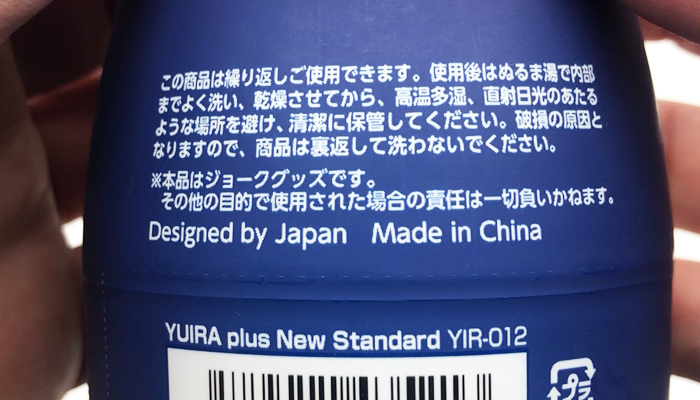 この商品は繰り返しご使用できます。使用後はぬるま湯で内部
までよく洗い、乾燥させてから、高温多湿、直射日光のあたる
ような場所を避け、清潔に保管してください。破損の原因と
なりますので、商品は裏返して洗わないでください。
※本品はジョークグッズです。
その他の目的で使用された場合の責任は一切負いかねます。
Designed by Japan Made in China
YUIRA plus New Standard YIR-012
プラ